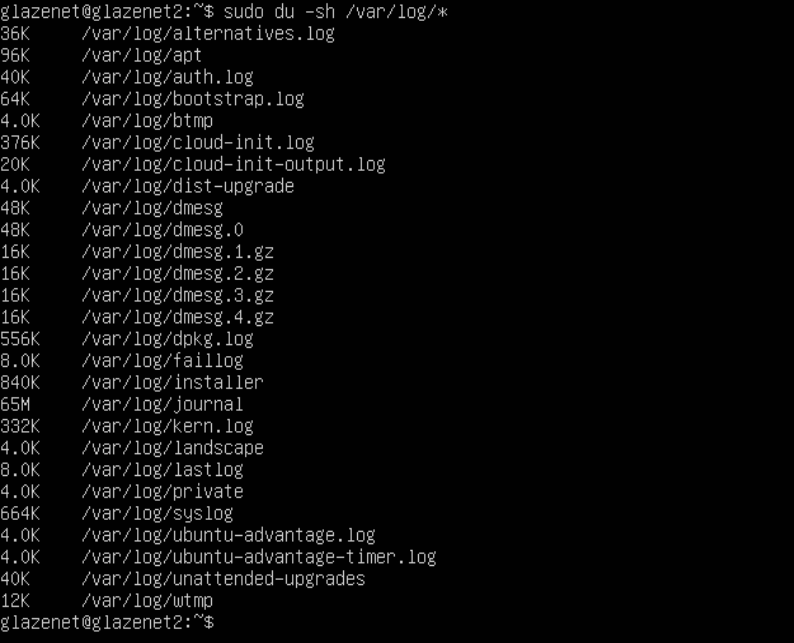 glazenet@glazenet2:~$ sudo du -sh /var/log/*
36K /var/log/alternatives.log
96K /var/log/apt
40K /var/log/auth.log
64K /var/log/bootstrap.log
4.0K /var/log/btmp
376K /var/log/cloud-init.log
20K /var/log/cloud-init-output.log
4.0K /var/log/dist-upgrade
48K /var/log/dmesg
48K /var/log/dmesg.0
16K /var/log/dmesg.1.gz
16K /var/log/dmesg.2.gz
16K /var/log/dmesg.3.gz
16K /var/log/dmesg.4.gz
556K /var/log/dpkg.log
8.0K /var/log/faillog
840K /var/log/installer
65M /var/log/journal
332K /var/log/kern.log
4.0K /var/log/landscape
8.0K /var/log/lastlog
4.0K /var/log/private
664K /var/log/syslog
4.0K /var/log/ubuntu-advantage.log
4.0K /var/log/ubuntu-advantage-timer.log
40K /var/log/unattended-upgrades
12K /var/log/wtmp
glazenet@glazenet2:~$